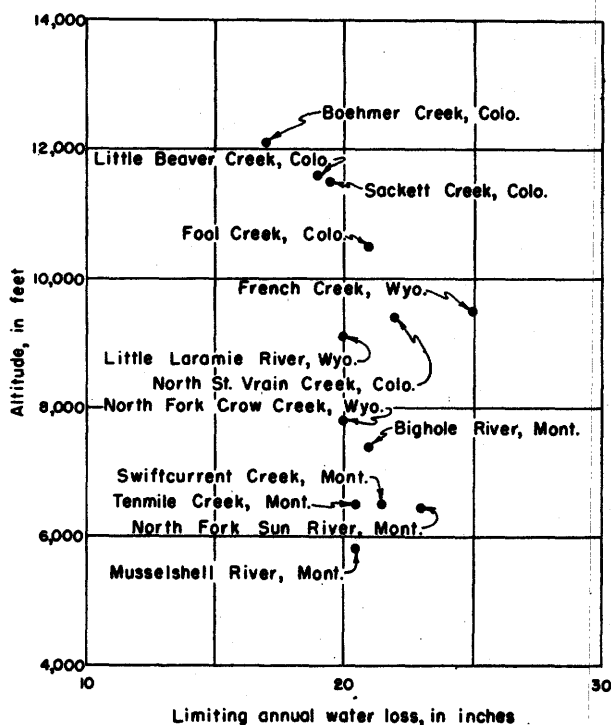 14,000
Boehmer Creek, Colo.
12,000
Little Beaver Creek, Colo.
Sackett Creek, Colo.
Fool Creek, Colo.
10,000
French Creek, Wyo.
Little Laramie River, Wyo.
North St. Vrain Creek, Colo.
8,000
North Fork Crow Creek, Wyo.
Bighole River, Mont.
Swiftcurrent Creek, Mont.
Tenmile Creek, Mont.
North Fork Sun River, Mont.
6,000
Musselshell River, Mont.
4,000
Altitude, in feet
10 20 30
Limiting annual water loss, in inches